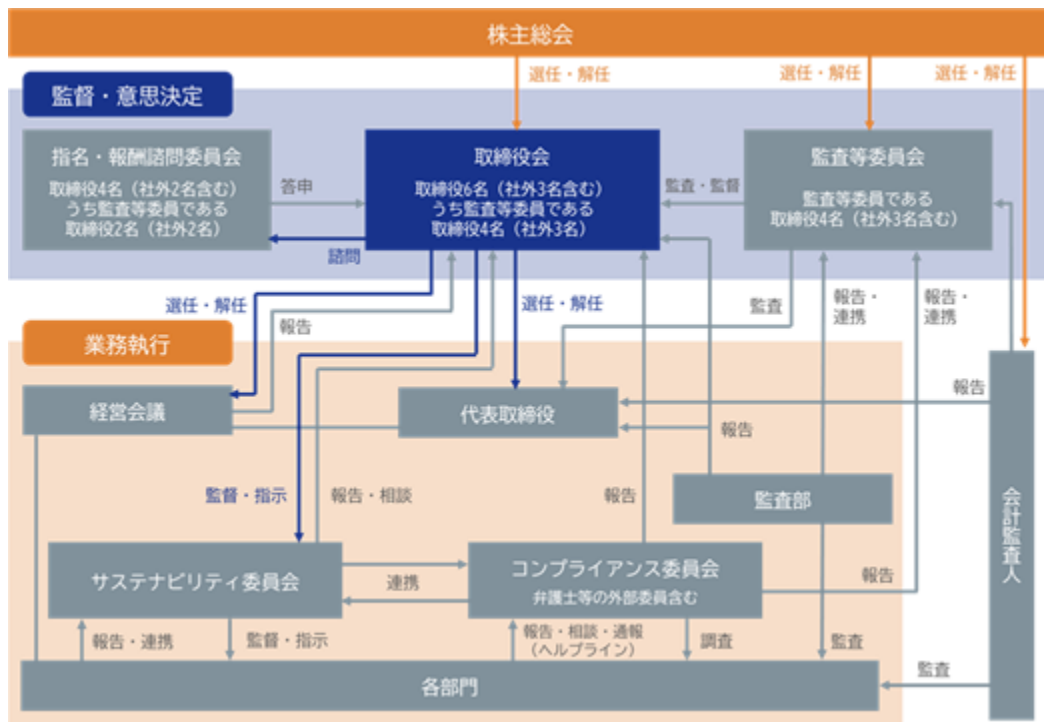 株主総会
選任・解任
選任・解任
選任・解任
監督・意思決定
指名・報酬諮問委員会
取締役4名（社外2名含む）
うち監査等委員である
取締役2名（社外2名）
答申
諮問
取締役会
取締役6名（社外3名含む）
うち監査等委員である
取締役4名（社外3名）
監査・監督
監査等委員会
監査等委員である
取締役4名（社外3名含む）
選任・解任
報告
選任・解任
監査
報告・
連携
報告・
連携
業務執行
経営会議
代表取締役
報告
報告
監督・指示
報告・相談
報告
監査部
会計監査人
サステナビリティ委員会
連携
コンプライアンス委員会
弁護士等の外部委員含む
報告
報告・連携
監督・指示
報告・相談・通報
（ヘルプライン）
調査
監査
監査
各部門